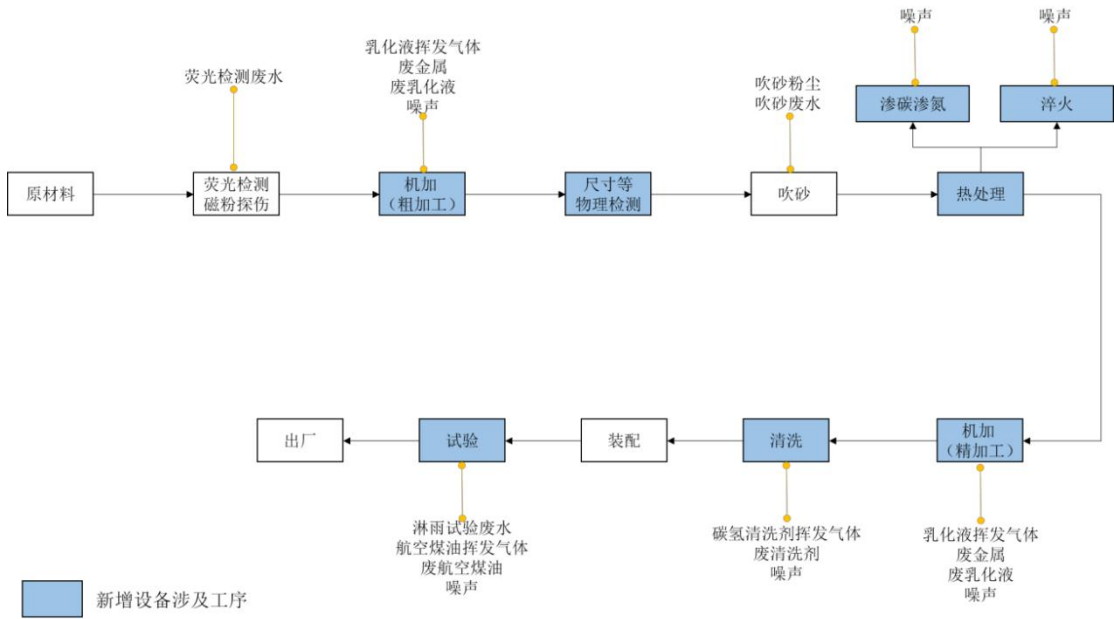 噪声
噪声
乳化液挥发气体
废金属
废乳化液
噪声
荧光检测废水
吹砂粉尘
吹砂废水
渗碳渗氮
淬火
原材料
荧光检测
磁粉探伤
机加
（粗加工）
尺寸等
物理检测
吹砂
热处理
出厂
试验
装配
清洗
机加
（精加工）
淋雨试验废水
航空煤油挥发气体
废航空煤油
噪声
碳氢清洗剂挥发气体
废清洗剂
噪声
乳化液挥发气体
废金属
废乳化液
噪声
新增设备涉及工序